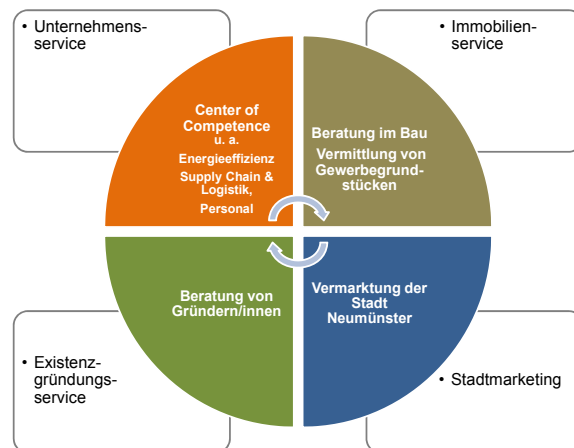 • Unternehmens-
service
• Immobilien-
service
Center of
Competence
u. a.
Energieeffizienz
Supply Chain &
Logistik,
Personal
Beratung im Bau
Vermittlung von
Gewerbegrund-
stücken
Beratung von
Gründern/innen
Vermarktung der
Stadt
Neumünster
• Existenz-
gründungs-
service
• Stadtmarketing